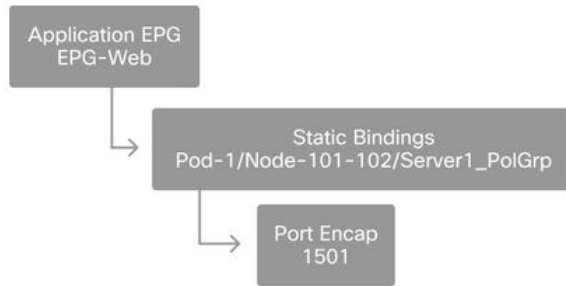 Application EPG
EPG-Web
Static Bindings
Pod-1/Node-101-102/Server1_PolGrp
Port Encap
1501